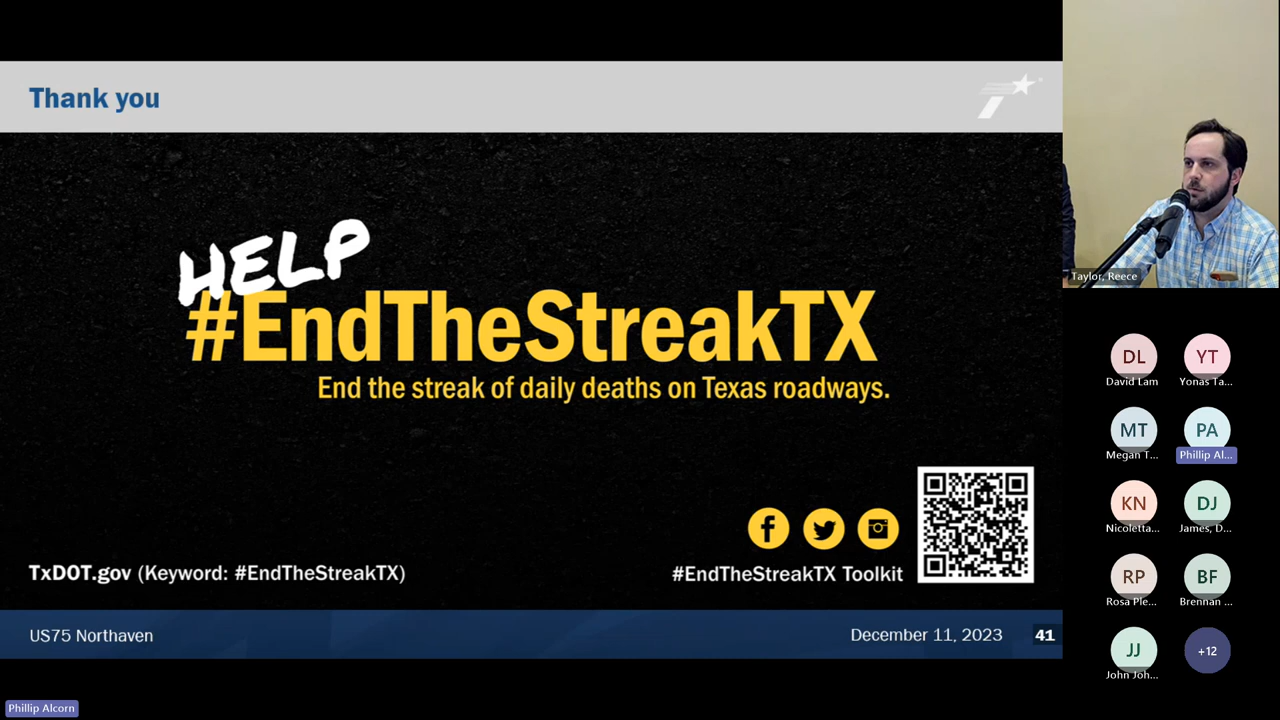 Thank you
HELP
#EndTheStreakTX
End the streak of daily deaths on Texas roadways.
TxDOT.gov (Keyword: #EndTheStreakTX)
#EndTheStreakTX Toolkit
US75 Northaven
December 11, 2023
41
Taylor, Reece
DL
David Lam
YT
Yonas Ta...
MT
Megan T...
PA
Phillip Al...
KN
Nicoletta...
DJ
James, D...
RP
Rosa Ple...
BF
Brennan ...
JJ
John Joh...
+12
Phillip Alcorn